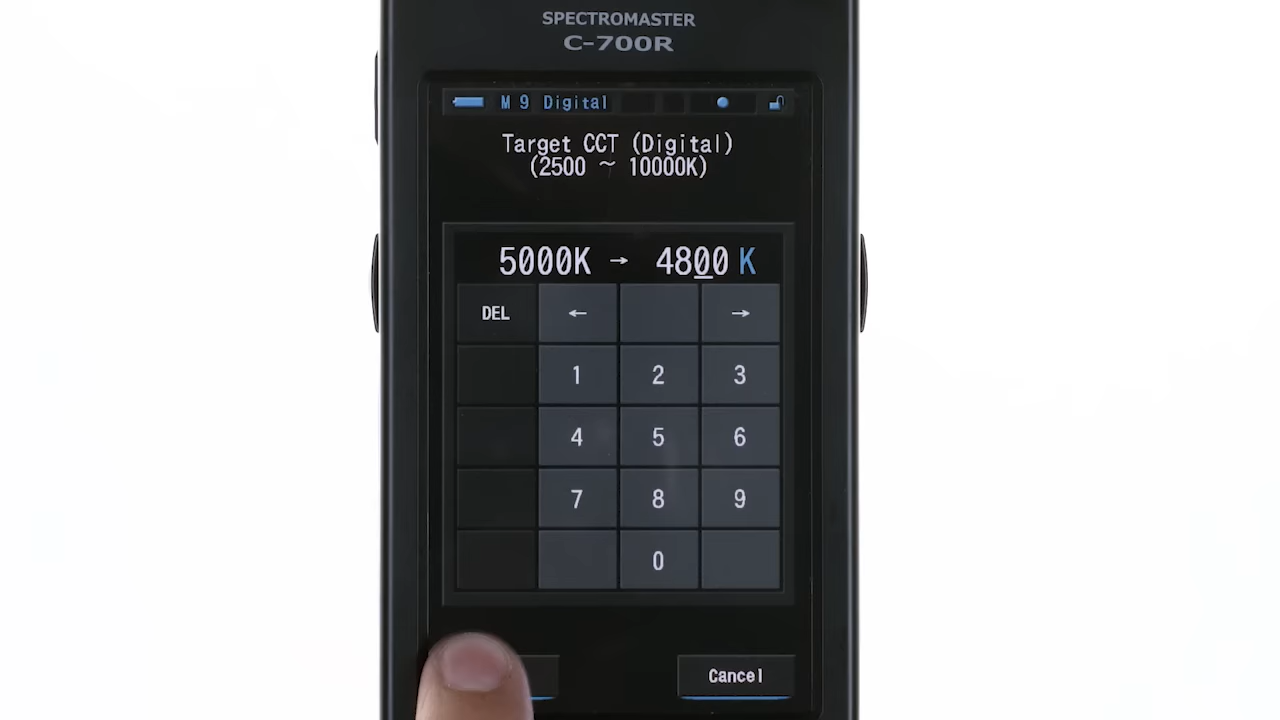 SPECTROMASTER
C-700R
M 9 Digital
Target CCT (Digital)
(2500 ~ 10000K)
5000K → 4800 K
DEL ← →
1 2 3
4 5 6
7 8 9
0
Cancel